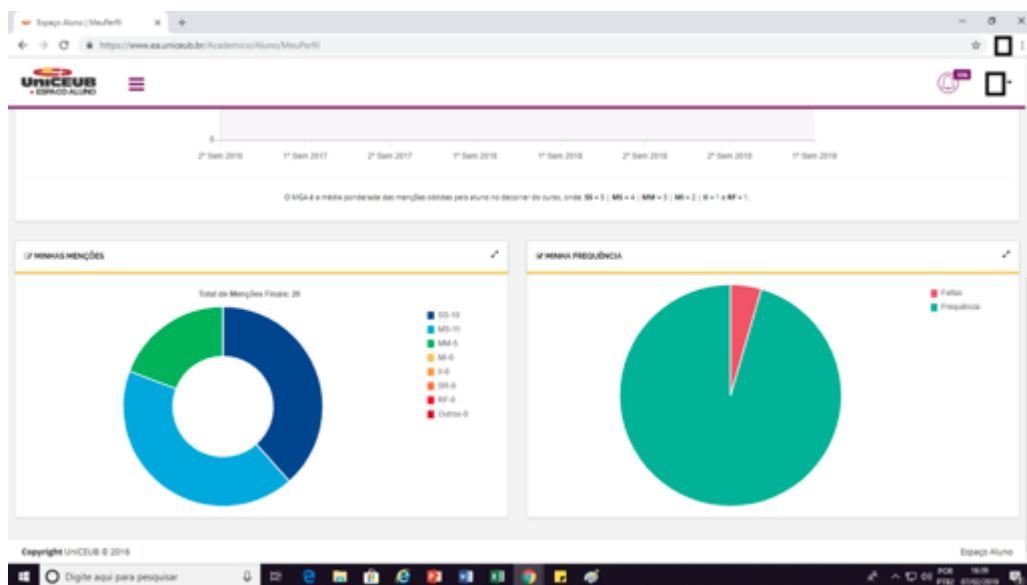 Espaço Aluno | MeuPerfil
https://www.ea.uniceub.br/Academico/Aluno/MeuPerfil
UniCEUB
• ESPAÇO ALUNO
0
2º Sem 2016 1º Sem 2017 2º Sem 2017 1º Sem 2018 1º Sem 2018 2º Sem 2018 2º Sem 2018 1º Sem 2019
O MGA é a média ponderada das menções obtidas pelo aluno no decorrer do curso, onde SS = 5 | MS = 4 | MM = 3 | MI = 2 | II = 1 e RF = 1.
MINHAS MENÇÕES
MINHA FREQUÊNCIA
Total de Menções Finais: 26
SS-10
MS-11
MM-5
MI-0
II-0
SR-0
RF-0
Outros-0
Faltas
Frequência
Copyright UniCEUB © 2016
Espaço Aluno
Digite aqui para pesquisar
POR
PTB2
16:39